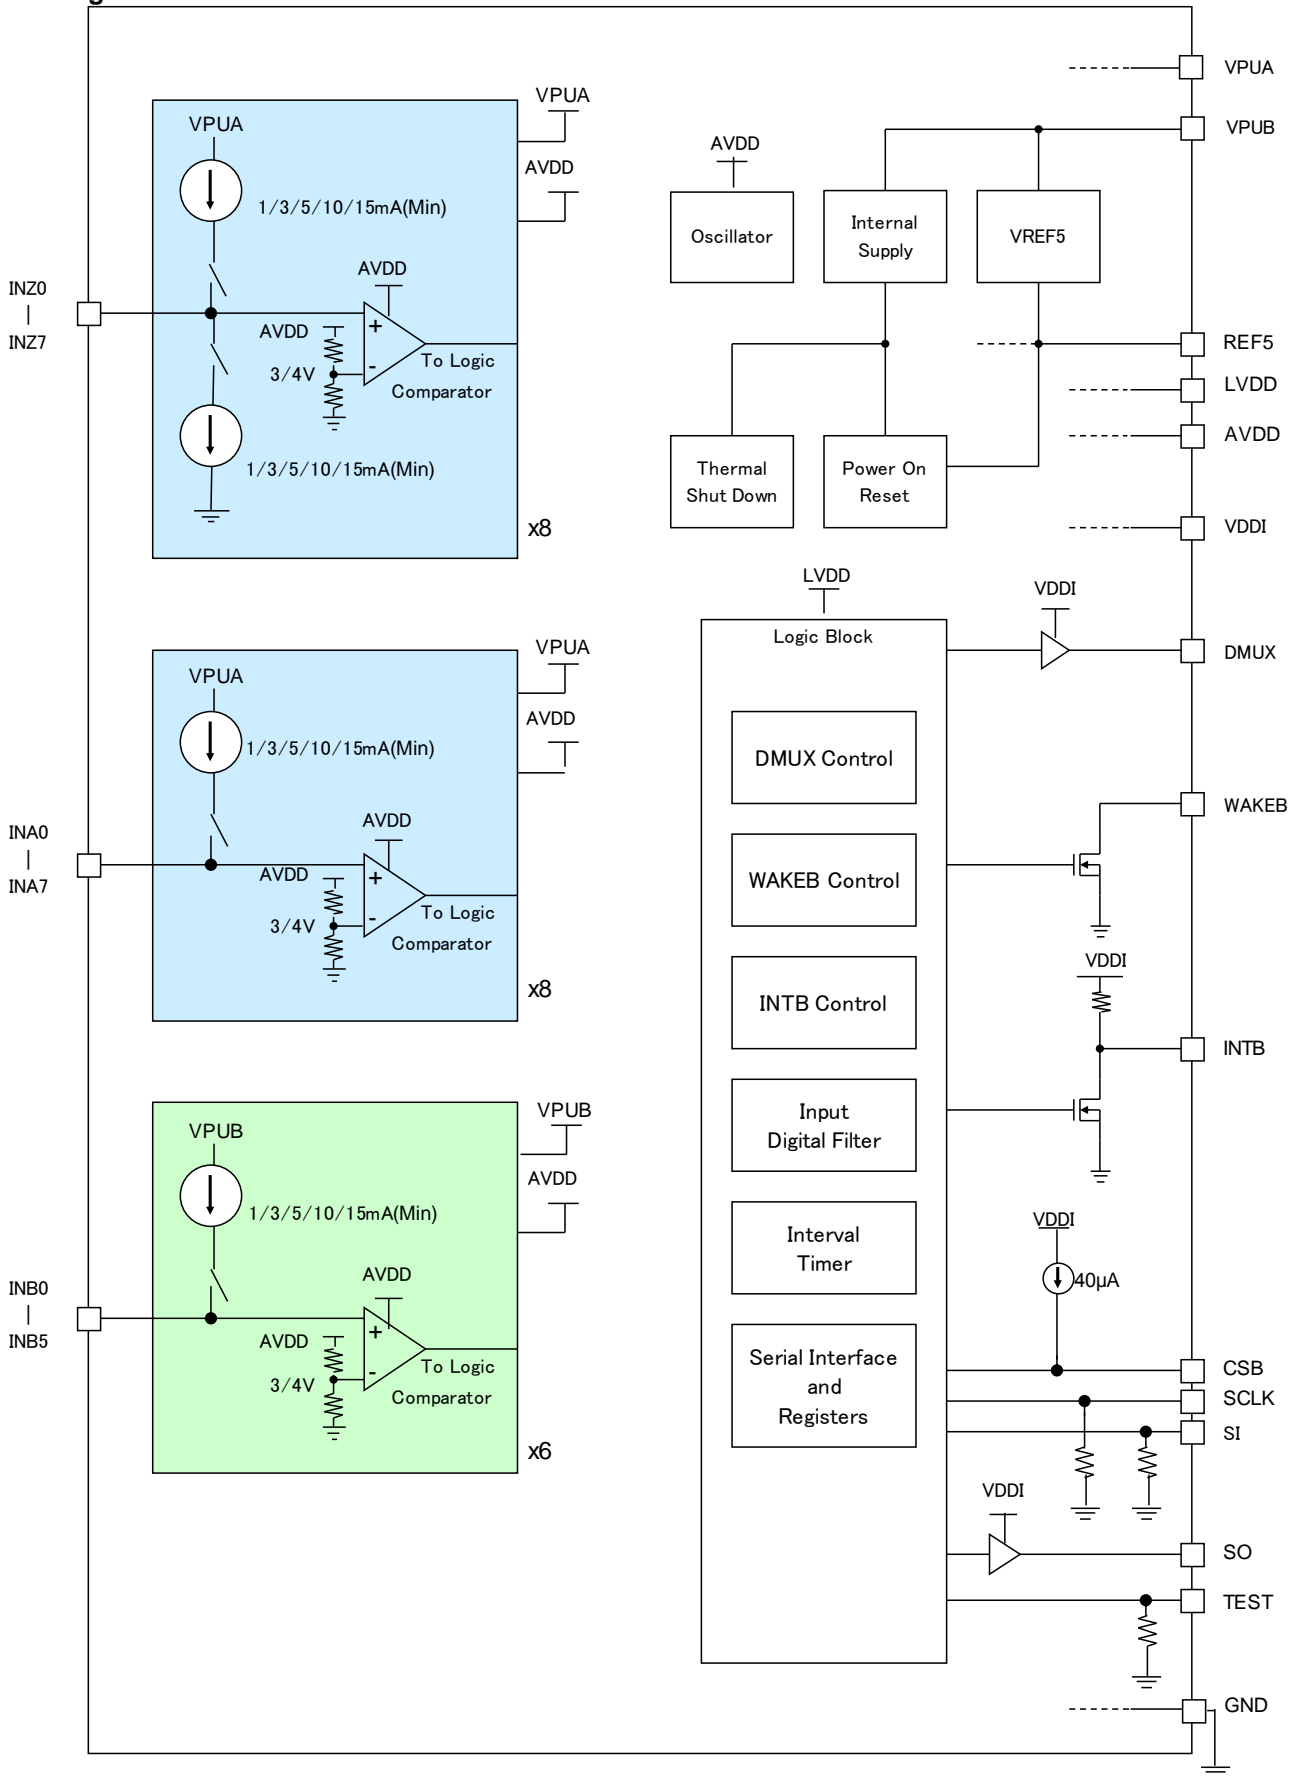 VPUA
VPUA
VPUA
AVDD
1/3/5/10/15mA(Min)
AVDD
INZ0
|
INZ7
AVDD
+
3/4V
-
To Logic
Comparator
1/3/5/10/15mA(Min)
x8
VPUA
VPUA
AVDD
1/3/5/10/15mA(Min)
AVDD
INA0
|
INA7
AVDD
+
3/4V
-
To Logic
Comparator
x8
VPUB
VPUB
AVDD
1/3/5/10/15mA(Min)
AVDD
INB0
|
INB5
AVDD
+
3/4V
-
To Logic
Comparator
x6
VPUB
AVDD
Oscillator
Internal
Supply
VREF5
REF5
LVDD
AVDD
Thermal
Shut Down
Power On
Reset
VDDI
LVDD
Logic Block
VDDI
DMUX
DMUX Control
WAKEB
WAKEB Control
VDDI
INTB Control
INTB
Input
Digital Filter
Interval
Timer
VDDI
40μA
Serial Interface
and
Registers
CSB
SCLK
SI
VDDI
SO
TEST
GND